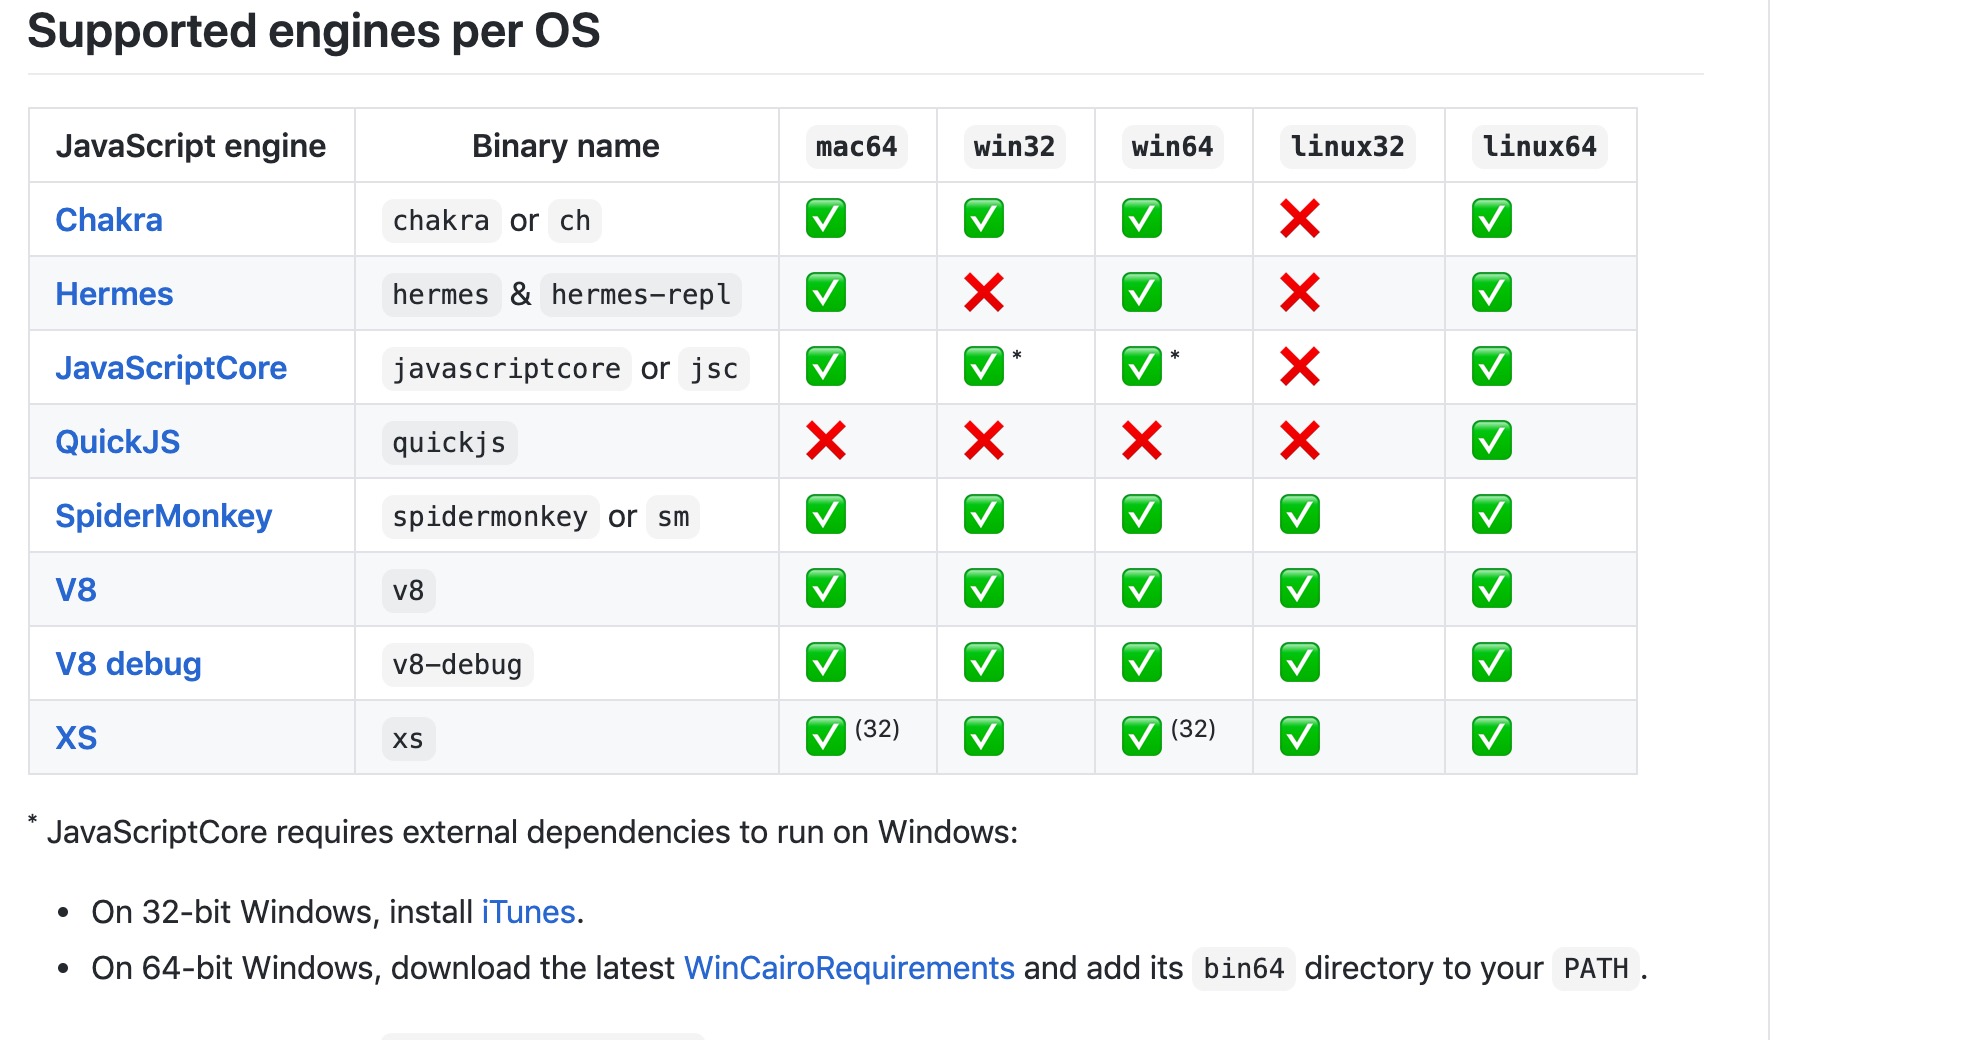 Supported engines per OS
JavaScript engine Binary name mac64 win32 win64 linux32 linux64
Chakra chakra or ch ✅ ✅ ✅ ❌ ✅
Hermes hermes & hermes-repl ✅ ❌ ✅ ❌ ✅
JavaScriptCore javascriptcore or jsc ✅ * ✅ * ✅ ❌ ✅
QuickJS quickjs ❌ ❌ ❌ ❌ ✅
SpiderMonkey spidermonkey or sm ✅ ✅ ✅ ✅ ✅
V8 v8 ✅ ✅ ✅ ✅ ✅
V8 debug v8-debug ✅ ✅ ✅ ✅ ✅
XS xs ✅ (32) ✅ ✅ (32) ✅ ✅
* JavaScriptCore requires external dependencies to run on Windows:
• On 32-bit Windows, install iTunes.
• On 64-bit Windows, download the latest WinCairoRequirements and add its bin64 directory to your PATH.